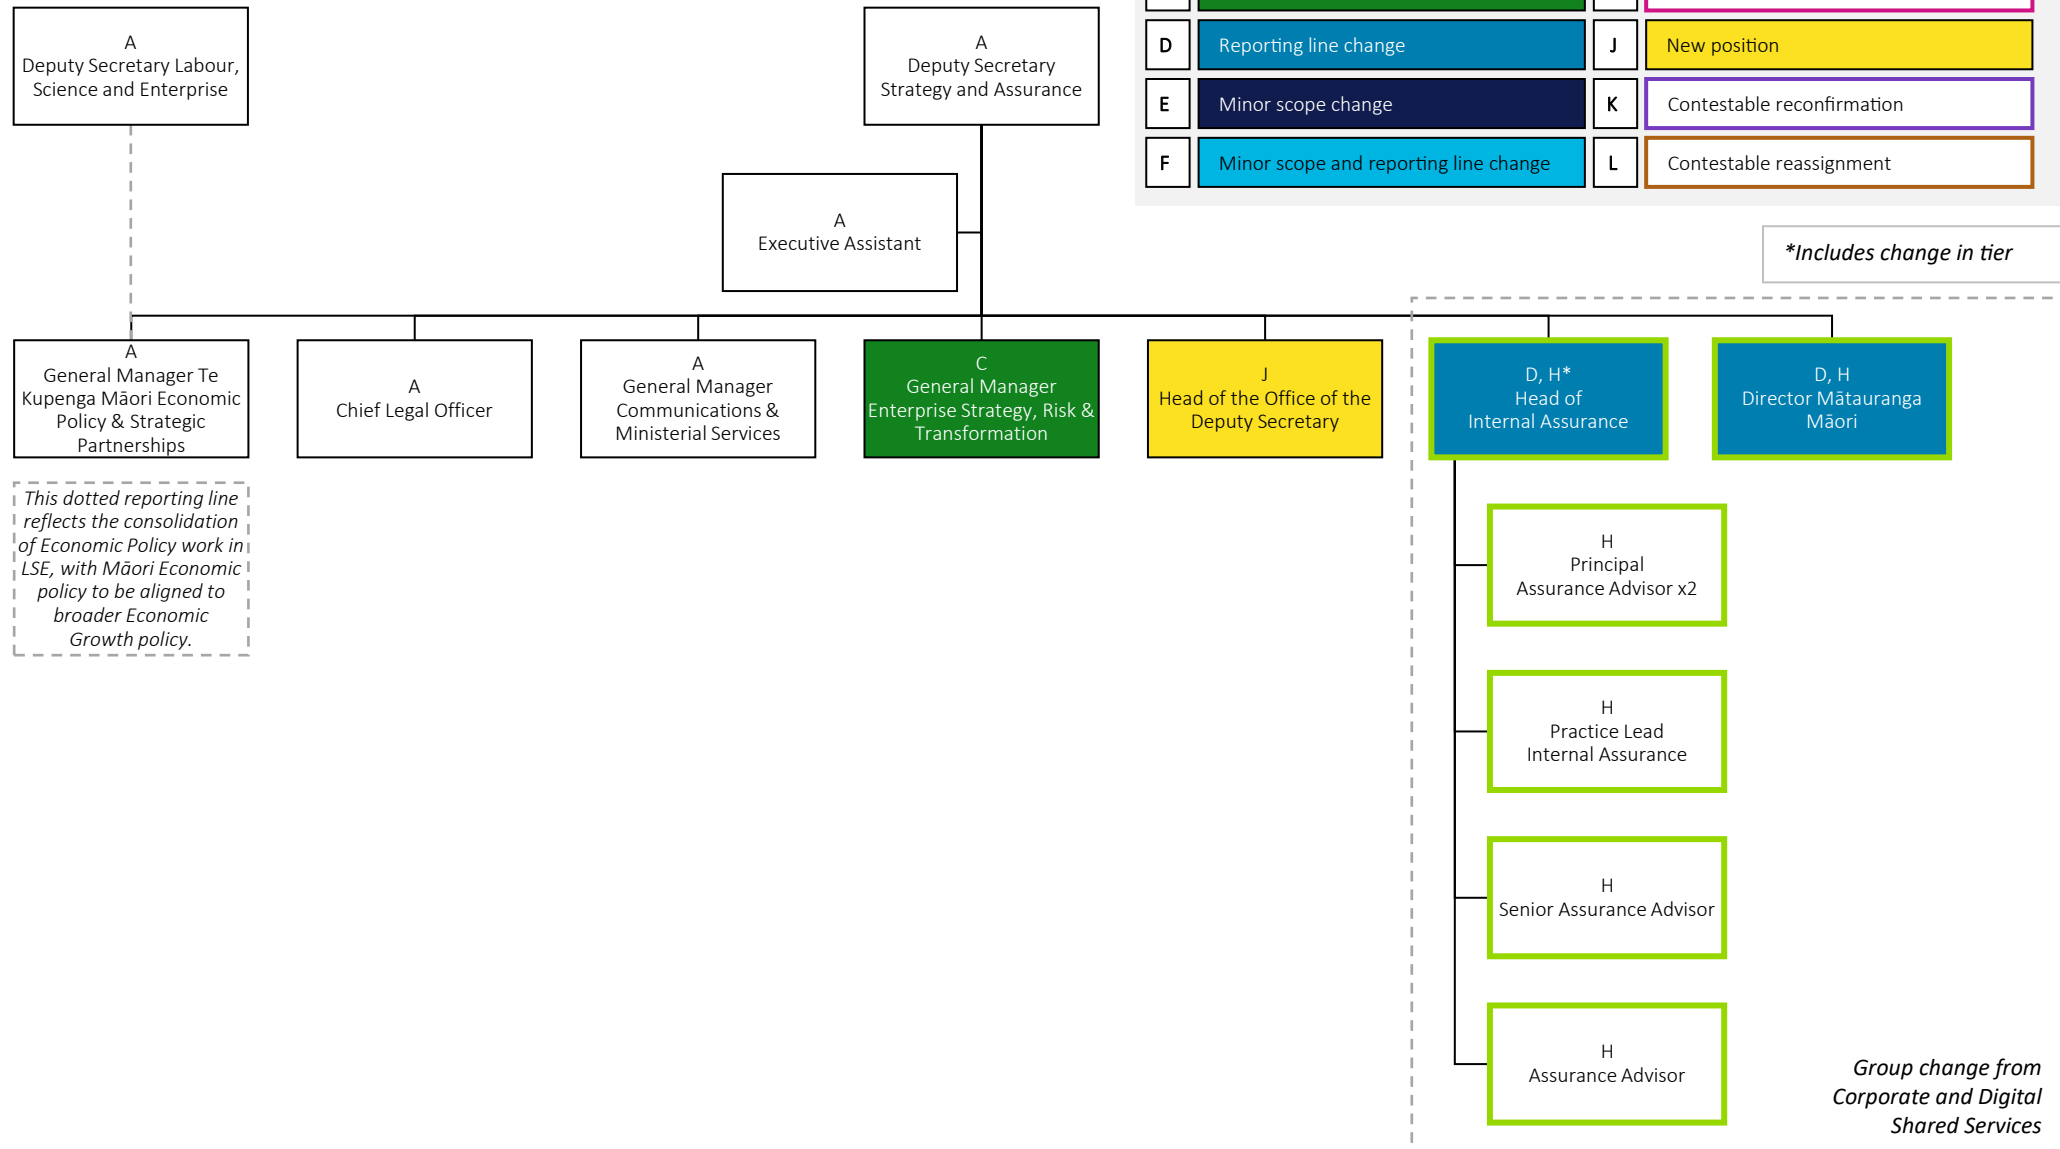 A
Deputy Secretary Labour,
Science and Enterprise
A
Deputy Secretary
Strategy and Assurance
D
Reporting line change
J
New position
E
Minor scope change
K
Contestable reconfirmation
F
Minor scope and reporting line change
L
Contestable reassignment
A
Executive Assistant
*Includes change in tier
A
General Manager Te
Kupenga Māori Economic
Policy & Strategic
Partnerships
A
Chief Legal Officer
A
General Manager
Communications &
Ministerial Services
C
General Manager
Enterprise Strategy, Risk &
Transformation
J
Head of the Office of the
Deputy Secretary
D, H*
Head of
Internal Assurance
D, H
Director Mātauranga
Māori
This dotted reporting line
reflects the consolidation
of Economic Policy work in
LSE, with Māori Economic
policy to be aligned to
broader Economic
Growth policy.
H
Principal
Assurance Advisor x2
H
Practice Lead
Internal Assurance
H
Senior Assurance Advisor
H
Assurance Advisor
Group change from
Corporate and Digital
Shared Services